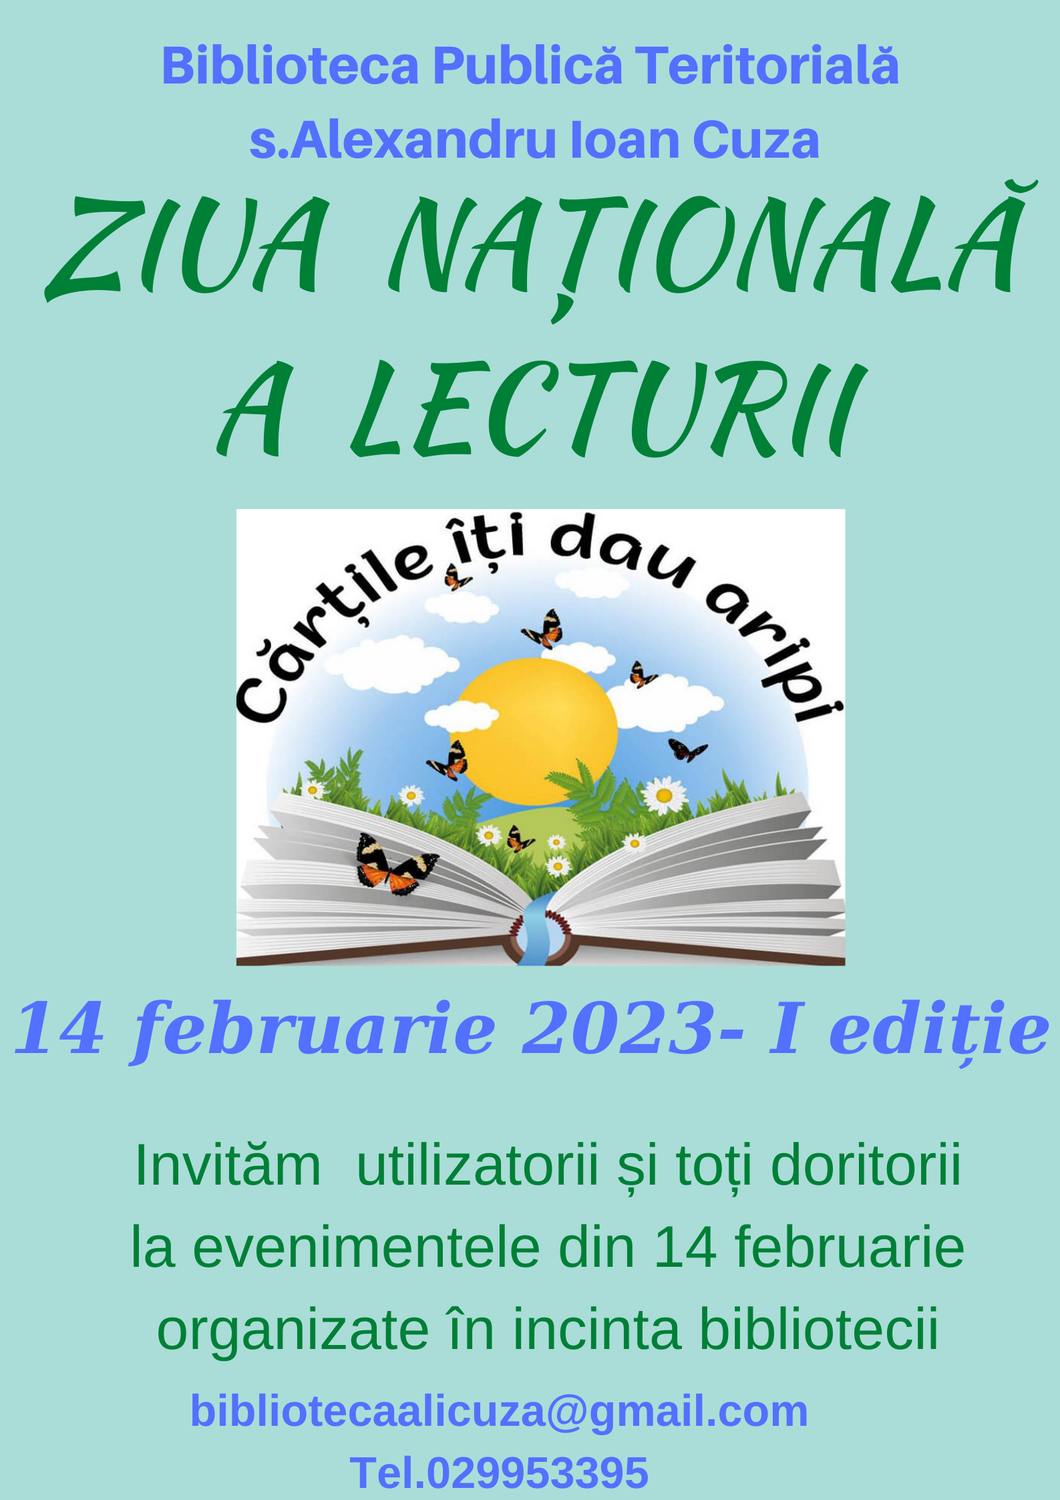 Biblioteca Publică Teritorială
s.Alexandru Ioan Cuza
ZIUA NAȚIONALĂ
A LECTURII
Cărțile îți dau aripi
14 februarie 2023- I ediție
Invităm  utilizatorii și toți doritorii
la evenimentele din 14 februarie
organizate în incinta bibliotecii
bibliotecaalicuza@gmail.com
Tel.029953395